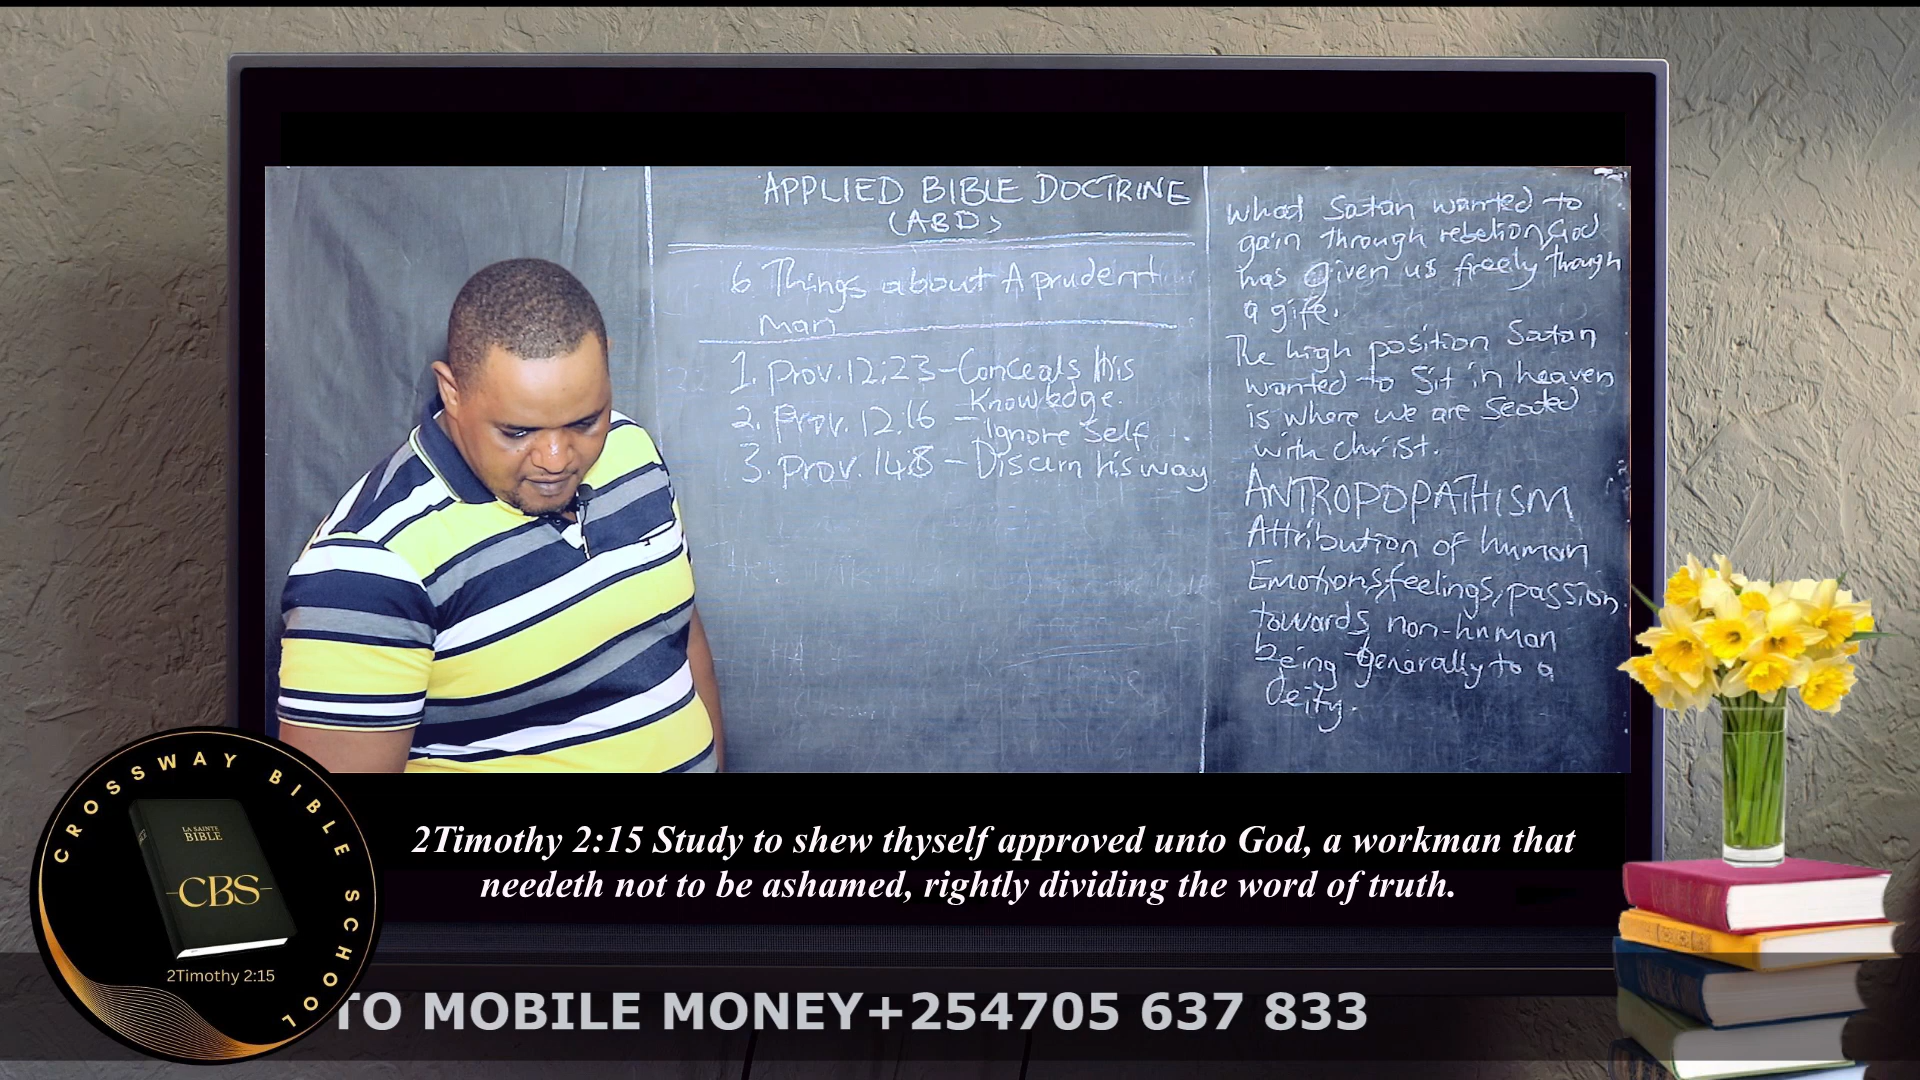 APPLIED BIBLE DOCTRINE
(ABD)
6 Things about A prudent
man
1. Prov. 12:23 - Conceals His
Knowledge.
2. Prov. 12.16 - Ignore Self
3. Prov. 14:8 - Discern his way
What Satan wanted to
gain through rebelion, God
has given us freely though
a gift.
The high position Satan
wanted to Sit in heaven
is where we are Seated
with Christ.
ANTROPOPATHISM
Attribution of human
Emotions, feelings, passion
towards non-human
being generally to a
Deity.
2Timothy 2:15 Study to shew thyself approved unto God, a workman that
needeth not to be ashamed, rightly dividing the word of truth.
CROSSWAY BIBLE SCHOOL
LA SAINTE
BIBLE
CBS
2Timothy 2:15
TO MOBILE MONEY+254705 637 833